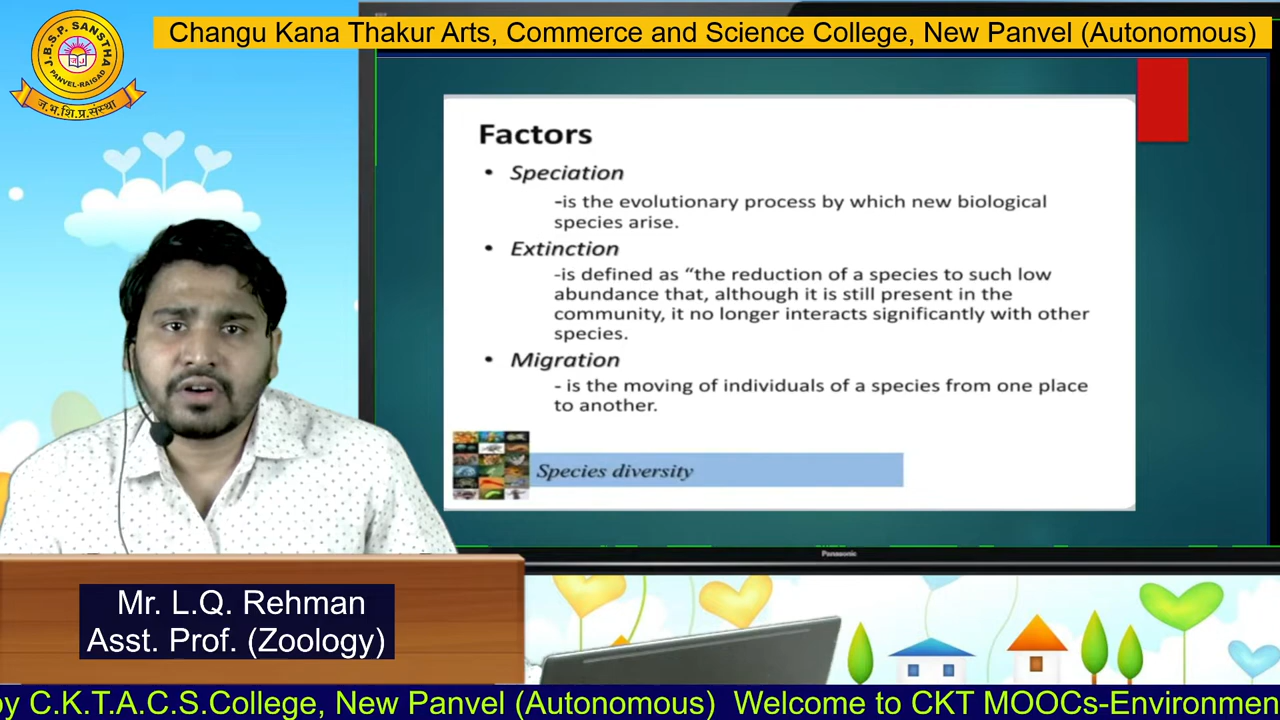 J.B.S.P. SANSTHA
PANVEL-RAIGAD
ज.भ.शि.प्र.संस्था
Changu Kana Thakur Arts, Commerce and Science College, New Panvel (Autonomous)
Factors
• Speciation
-is the evolutionary process by which new biological
species arise.
• Extinction
-is defined as “the reduction of a species to such low
abundance that, although it is still present in the
community, it no longer interacts significantly with other
species.
• Migration
- is the moving of individuals of a species from one place
to another.
Species diversity
Panasonic
Mr. L.Q. Rehman
Asst. Prof. (Zoology)
by C.K.T.A.C.S.College, New Panvel (Autonomous) Welcome to CKT MOOCs-Environmen